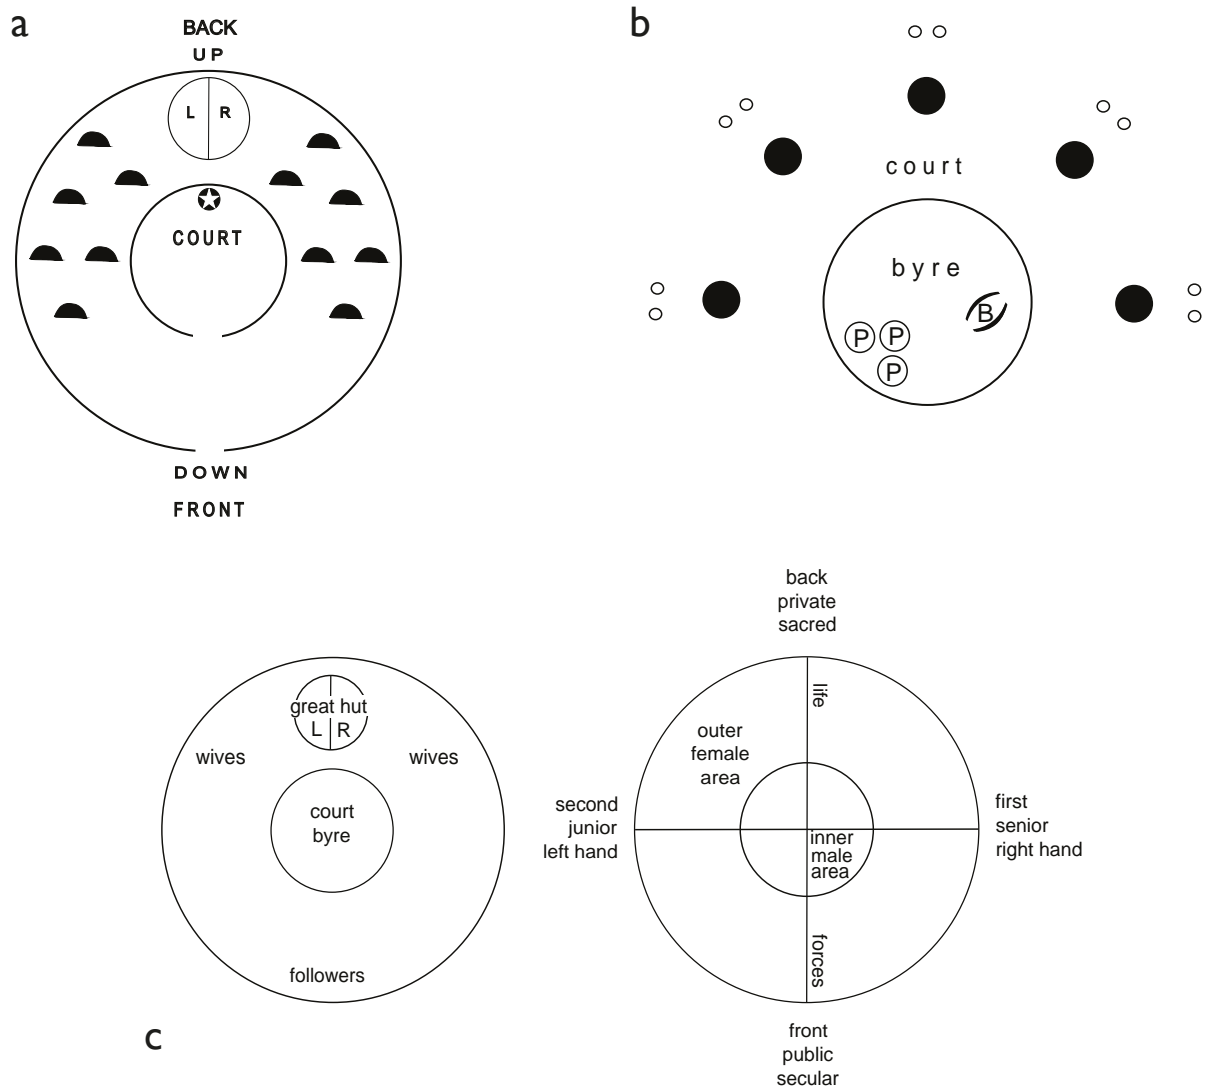 a
BACK
UP
L R
COURT
DOWN
FRONT
b
court
byre
B
P P
P
great hut
L R
wives wives
court
byre
followers
back
private
sacred
life
outer
female
area
second
junior
left hand
first
senior
right hand
inner
male
area
forces
front
public
secular
c